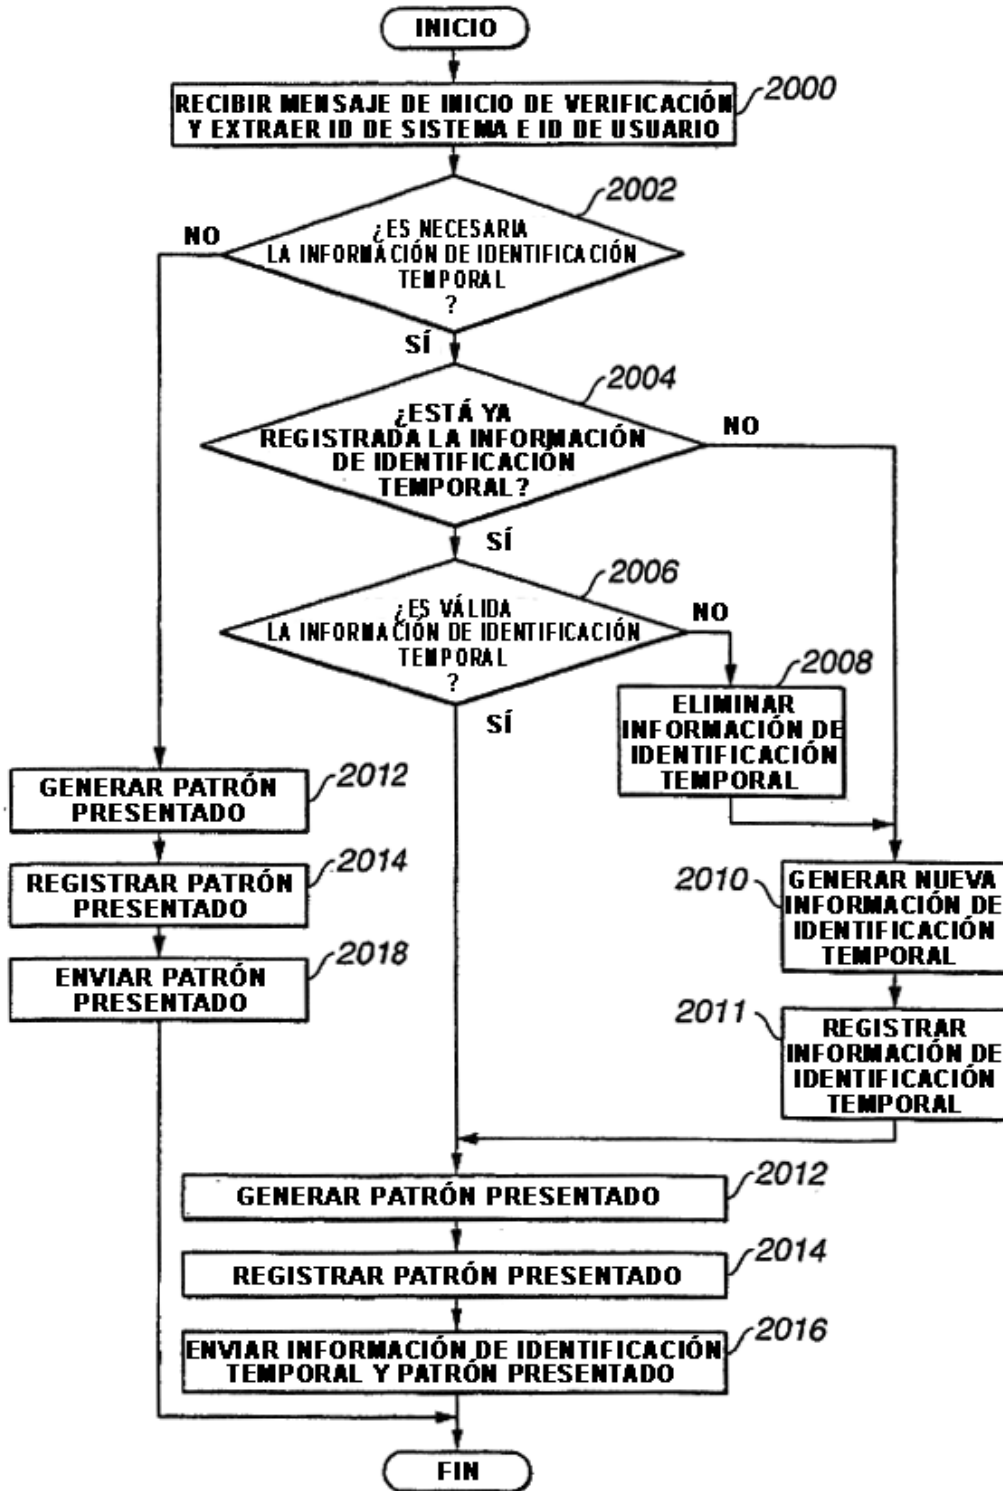 INICIO
RECIBIR MENSAJE DE INICIO DE VERIFICACIÓN
Y EXTRAER ID DE SISTEMA E ID DE USUARIO
2000
2002
¿ES NECESARIA
LA INFORMACIÓN DE IDENTIFICACIÓN
TEMPORAL
?
NO
SÍ
2004
¿ESTÁ YA
REGISTRADA LA INFORMACIÓN
DE IDENTIFICACIÓN
TEMPORAL?
NO
SÍ
2006
¿ES VÁLIDA
LA INFORMACIÓN DE IDENTIFICACIÓN
TEMPORAL
?
NO
SÍ
2008
ELIMINAR
INFORMACIÓN DE
IDENTIFICACIÓN
TEMPORAL
GENERAR PATRÓN
PRESENTADO
2012
REGISTRAR PATRÓN
PRESENTADO
2014
ENVIAR PATRÓN
PRESENTADO
2018
2010
GENERAR NUEVA
INFORMACIÓN DE
IDENTIFICACIÓN
TEMPORAL
2011
REGISTRAR
INFORMACIÓN DE
IDENTIFICACIÓN
TEMPORAL
GENERAR PATRÓN PRESENTADO
2012
REGISTRAR PATRÓN PRESENTADO
2014
ENVIAR INFORMACIÓN DE IDENTIFICACIÓN
TEMPORAL Y PATRÓN PRESENTADO
2016
FIN